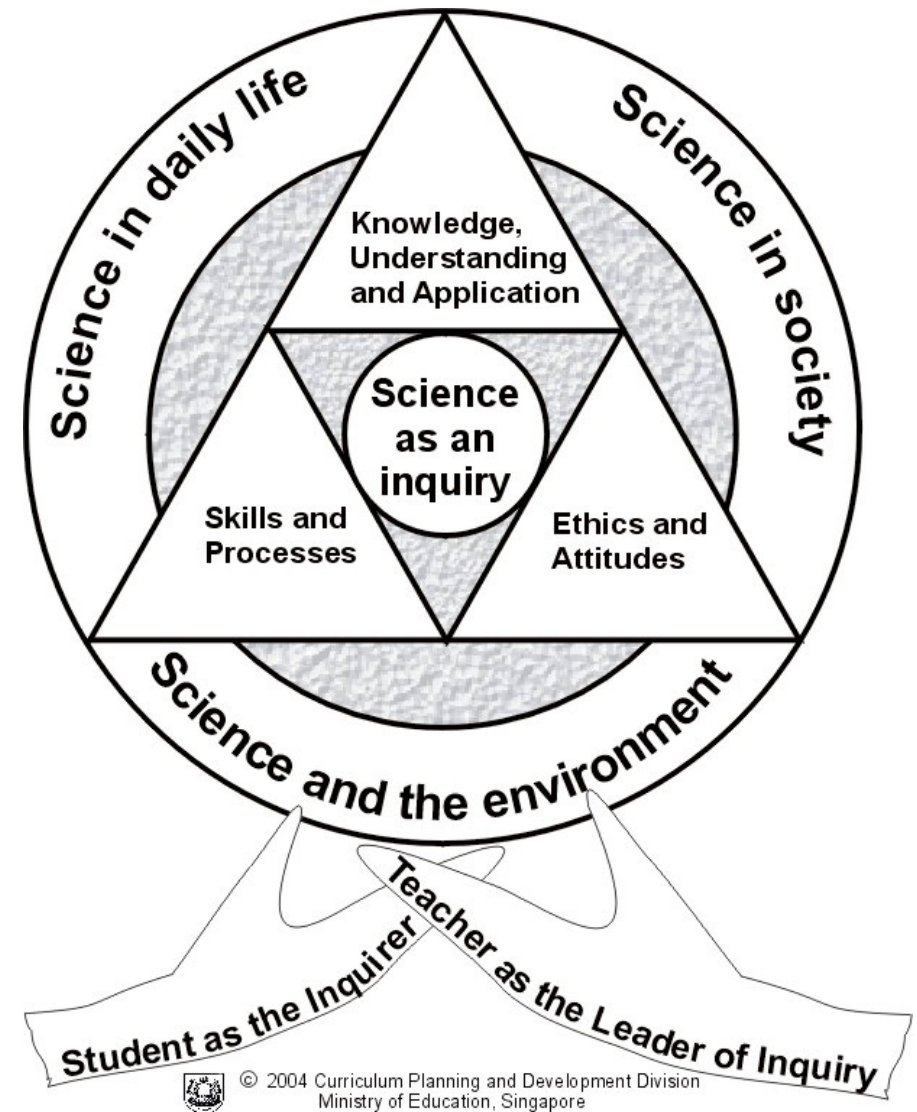 Science in daily life
Science in society
Knowledge,
Understanding
and Application
Science
as an
inquiry
Skills and
Processes
Ethics and
Attitudes
Science and the environment
Student as the Inquirer
Teacher as the Leader of Inquiry
© 2004 Curriculum Planning and Development Division
Ministry of Education, Singapore